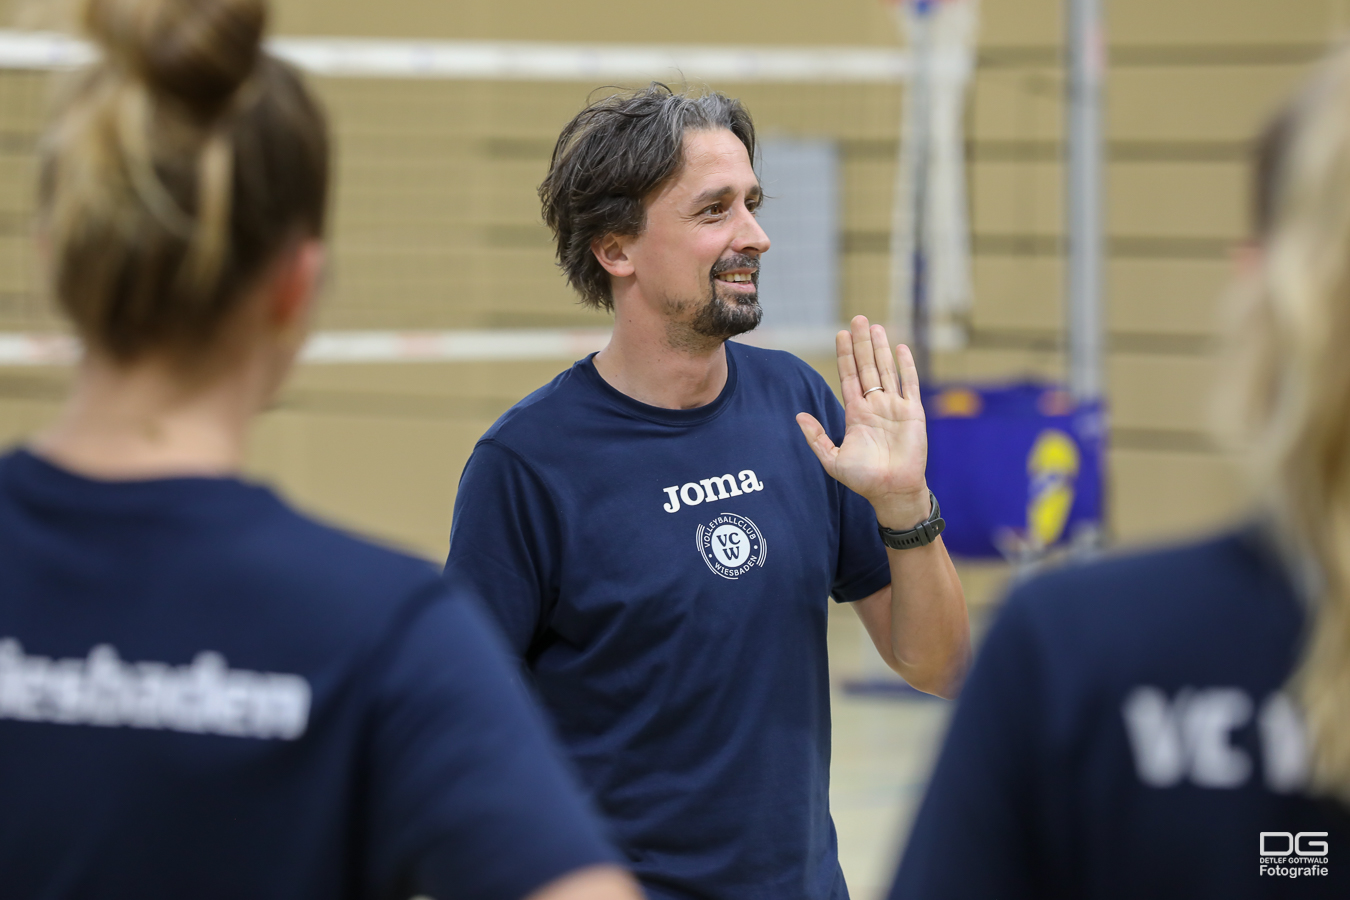 joma
VOLLEYBALLCLUB
VCW
WIESBADEN
iesbaden
VC
DG
DETLEF GOTTWALD
Fotografie